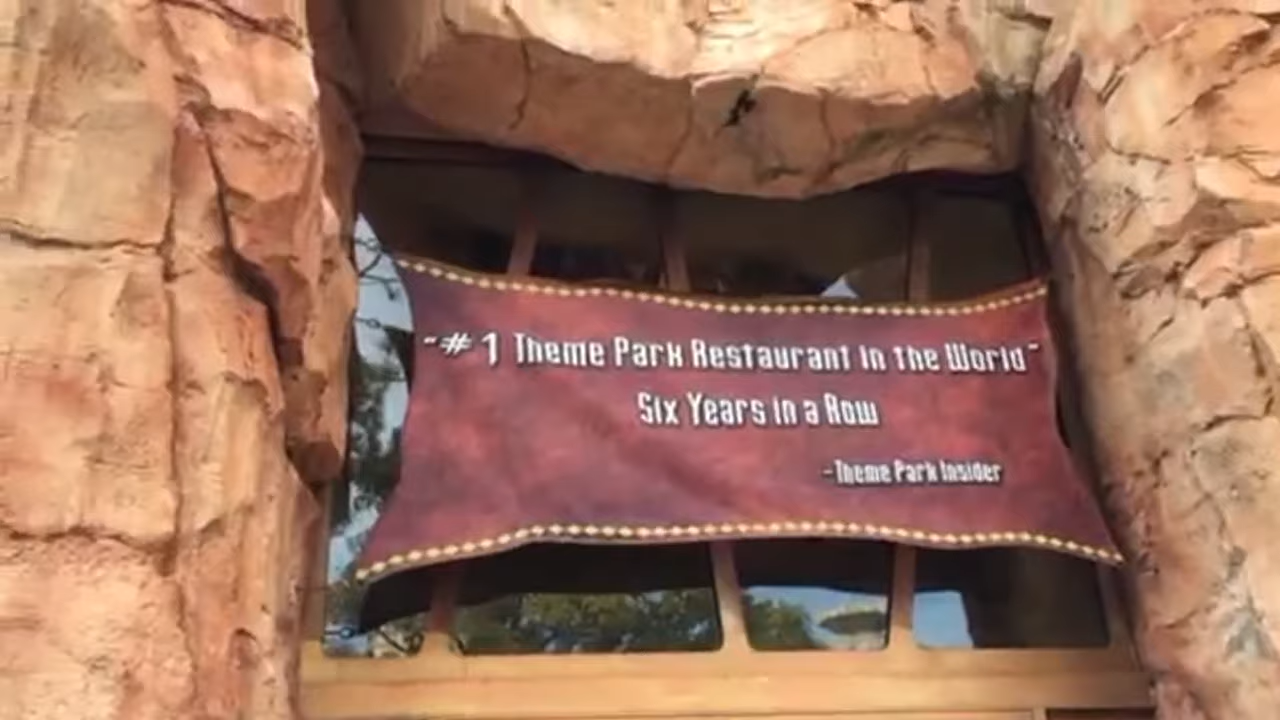 "#1 Theme Park Restaurant in the World"
Six Years in a Row
-Theme Park Insider